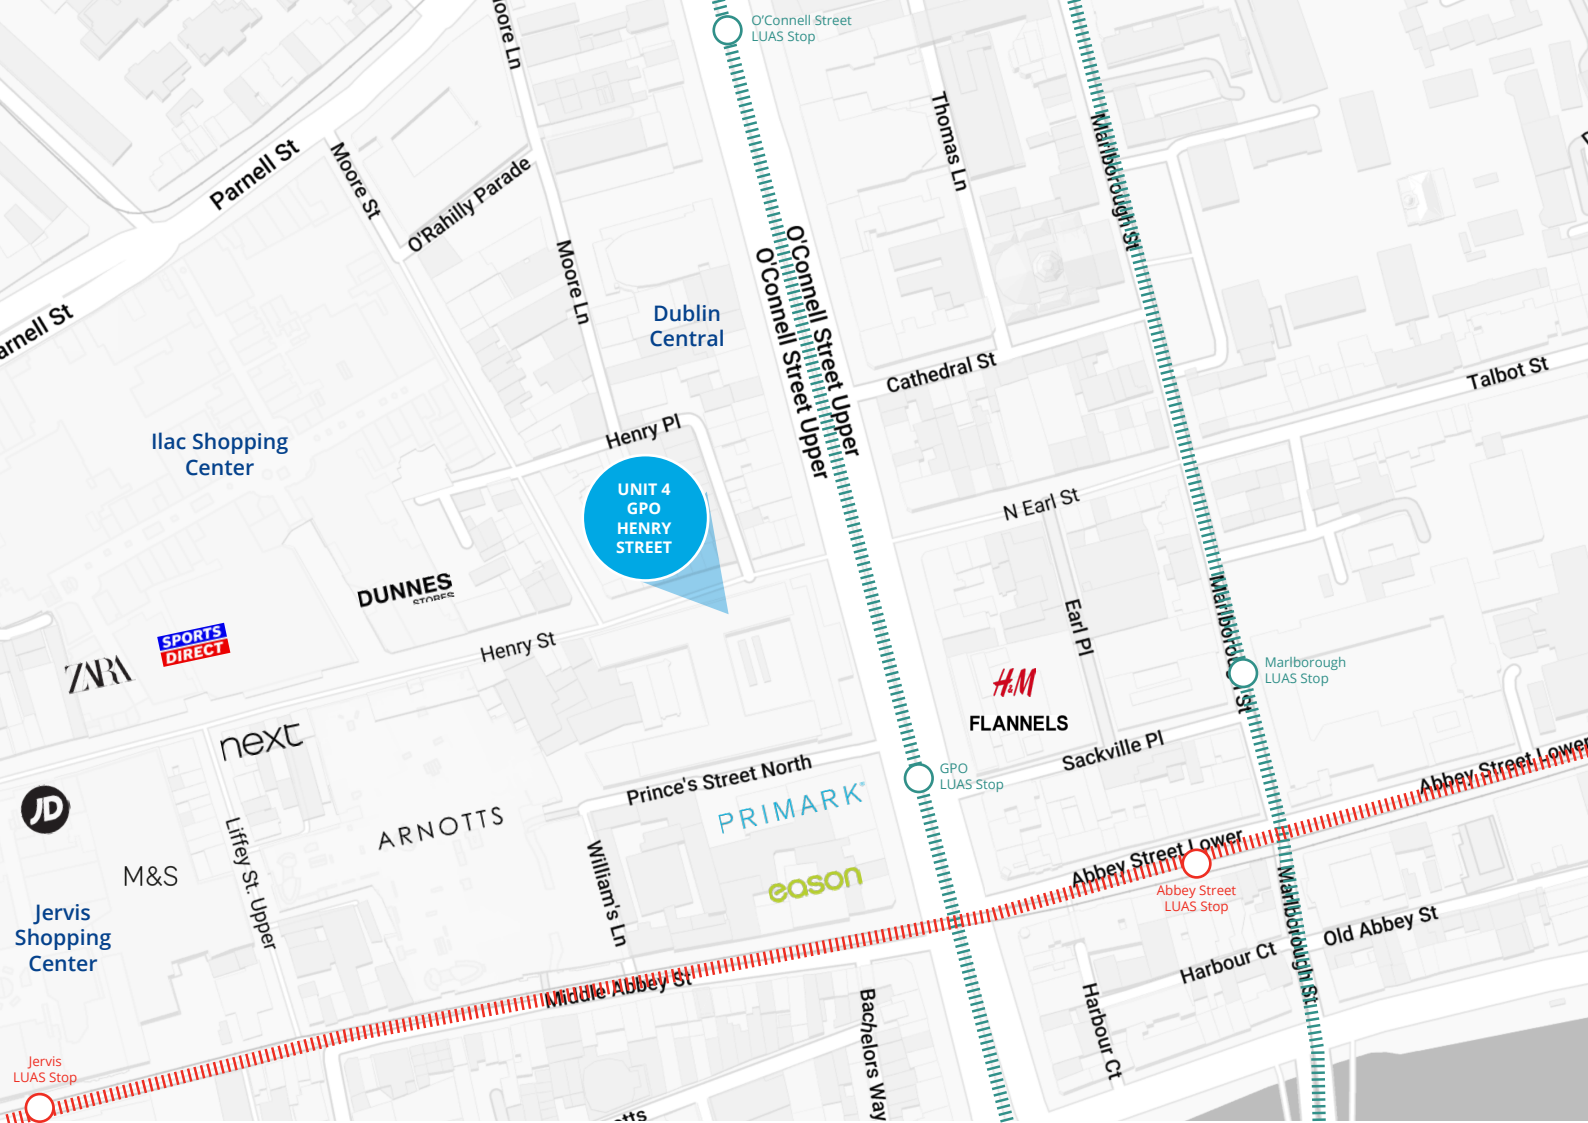 O'Connell Street
LUAS Stop
oore Ln
Thomas Ln
Marlborough St
Parnell St
Moore St
O'Rahilly Parade
Moore Ln
O'Connell Street Upper
O'Connell Street Upper
arnell St
Dublin
Central
Cathedral St
Talbot St
Henry Pl
Ilac Shopping
Center
UNIT 4
GPO
HENRY
STREET
N Earl St
DUNNES
STORES
SPORTS
DIRECT
ZARA
Henry St
Earl Pl
Marlborough St
Marlborough
LUAS Stop
H&M
FLANNELS
next
Sackville Pl
Abbey Street Lower
GPO
LUAS Stop
Prince's Street North
PRIMARK®
JD
ARNOTTS
Liffey St. Upper
William's Ln
M&S
eason
Abbey Street Lower
Abbey Street
LUAS Stop
Marlborough St
Old Abbey St
Harbour Ct
Jervis
Shopping
Center
Middle Abbey St
Bachelors Way
Harbour Ct
Jervis
LUAS Stop
otts